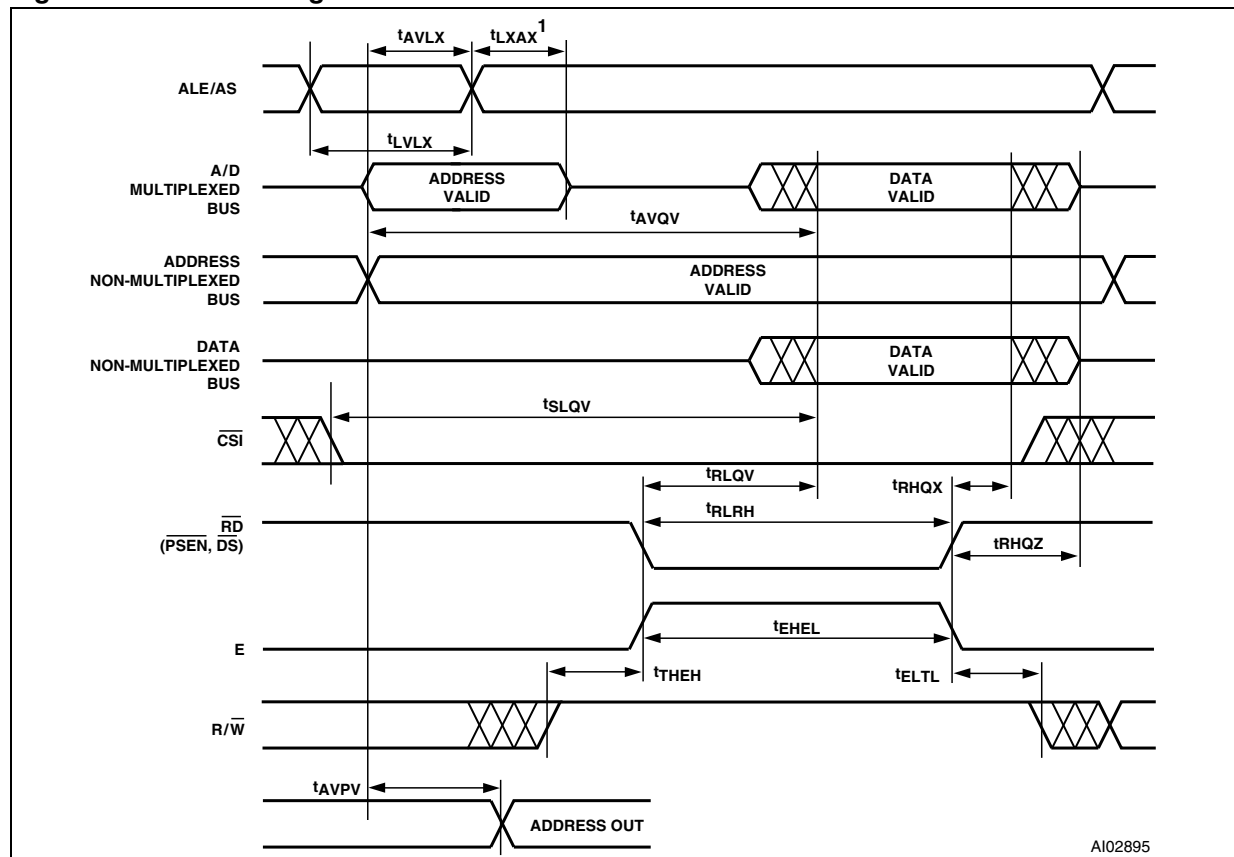 tAVLX
tLXAX1
ALE/AS
tLVLX
A/D
MULTIPLEXED
BUS
ADDRESS
VALID
DATA
VALID
tAVQV
ADDRESS
NON-MULTIPLEXED
BUS
ADDRESS
VALID
DATA
NON-MULTIPLEXED
BUS
DATA
VALID
tSLQV
CSI
tRLQV
tRHQX
tRLRH
RD
(PSEN, DS)
tRHQZ
tEHEL
E
tTHEH
tELTL
R/W
tAVPV
ADDRESS OUT
AI02895